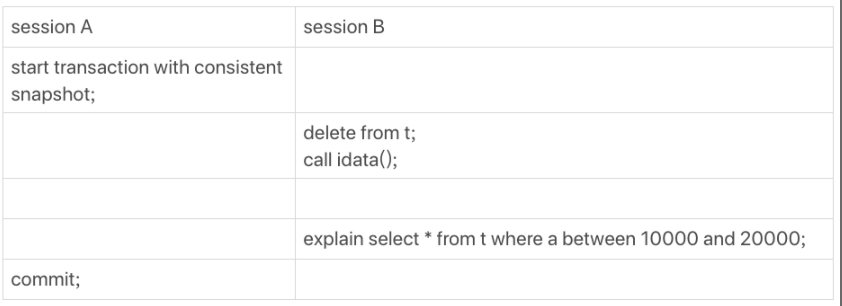 session A
session B
start transaction with consistent
snapshot;
delete from t;
call idata();
explain select * from t where a between 10000 and 20000;
commit;